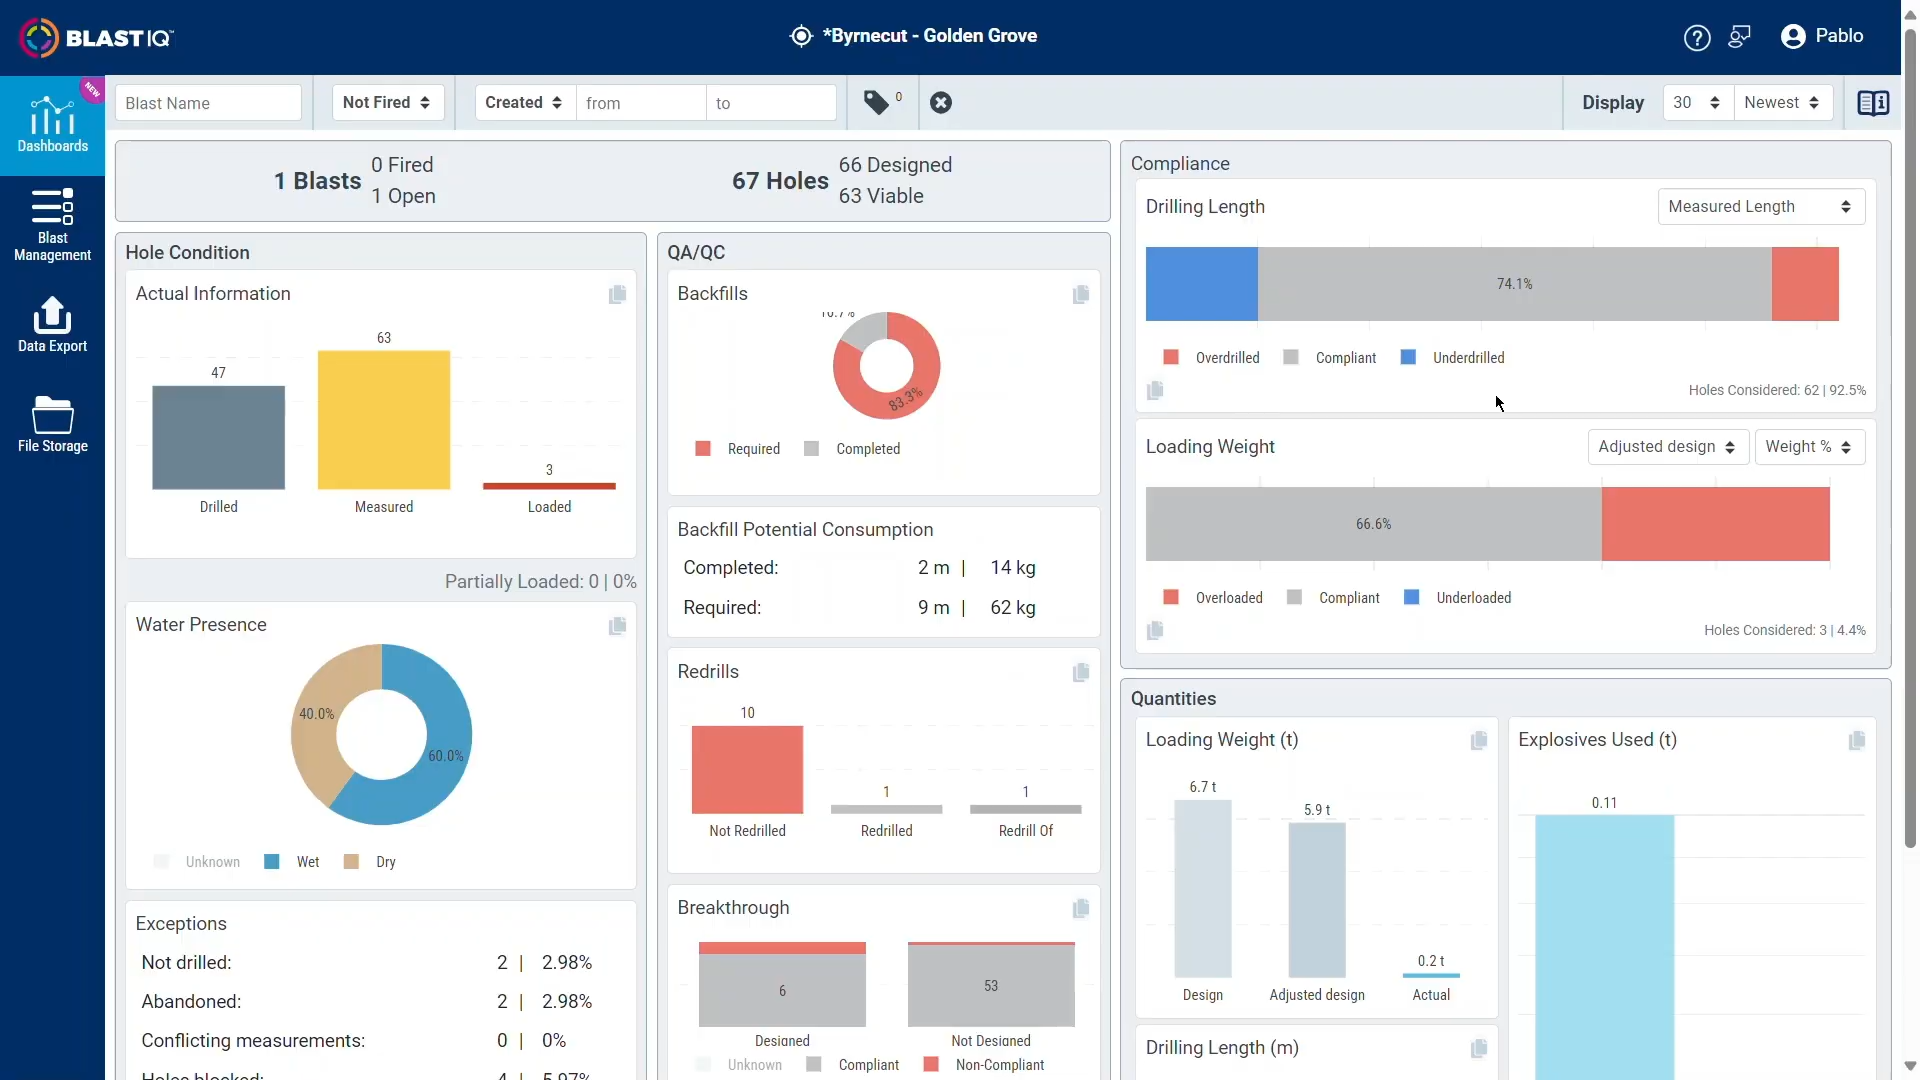 BLASTIQ™
*Byrnecut - Golden Grove
Pablo
NEW
Dashboards
Blast
Management
Data Export
File Storage
Blast Name
Not Fired
Created
from
to
0
Display
30
Newest
1 Blasts
0 Fired
1 Open
67 Holes
66 Designed
63 Viable
Hole Condition
Actual Information
47
63
3
Drilled
Measured
Loaded
Partially Loaded: 0 | 0%
Water Presence
40.0%
60.0%
Unknown
Wet
Dry
Exceptions
Not drilled: 2 | 2.98%
Abandoned: 2 | 2.98%
Conflicting measurements: 0 | 0%
Holes blocked: 4 | 5.97%
QA/QC
Backfills
16.7%
83.3%
Required
Completed
Backfill Potential Consumption
Completed: 2 m | 14 kg
Required: 9 m | 62 kg
Redrills
10
1
1
Not Redrilled
Redrilled
Redrill Of
Breakthrough
6
53
Designed
Not Designed
Unknown
Compliant
Non-Compliant
Compliance
Drilling Length
Measured Length
74.1%
Overdrilled
Compliant
Underdrilled
Holes Considered: 62 | 92.5%
Loading Weight
Adjusted design
Weight %
66.6%
Overloaded
Compliant
Underloaded
Holes Considered: 3 | 4.4%
Quantities
Loading Weight (t)
6.7 t
5.9 t
0.2 t
Design
Adjusted design
Actual
Explosives Used (t)
0.11
Drilling Length (m)